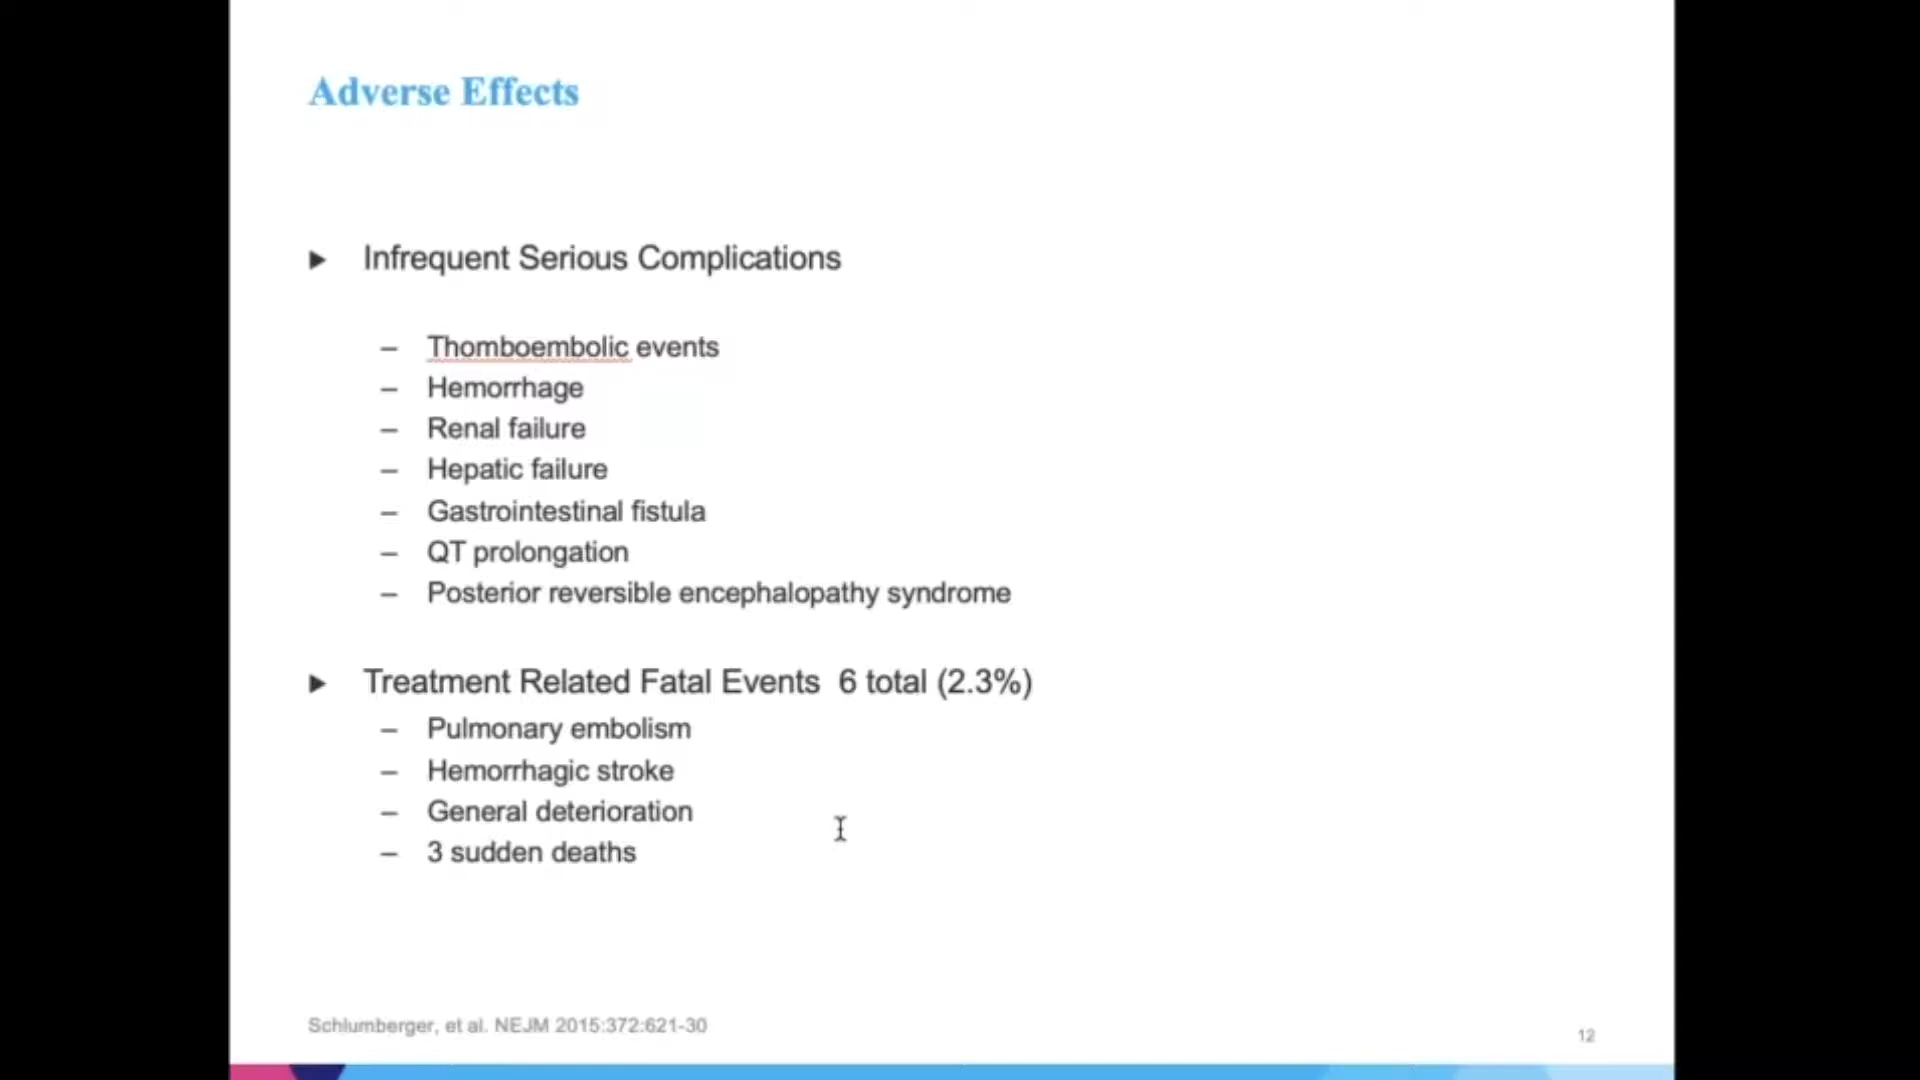 Adverse Effects
▶ Infrequent Serious Complications
– Thomboembolic events
– Hemorrhage
– Renal failure
– Hepatic failure
– Gastrointestinal fistula
– QT prolongation
– Posterior reversible encephalopathy syndrome
▶ Treatment Related Fatal Events 6 total (2.3%)
– Pulmonary embolism
– Hemorrhagic stroke
– General deterioration
– 3 sudden deaths
Schlumberger, et al. NEJM 2015:372:621-30
12